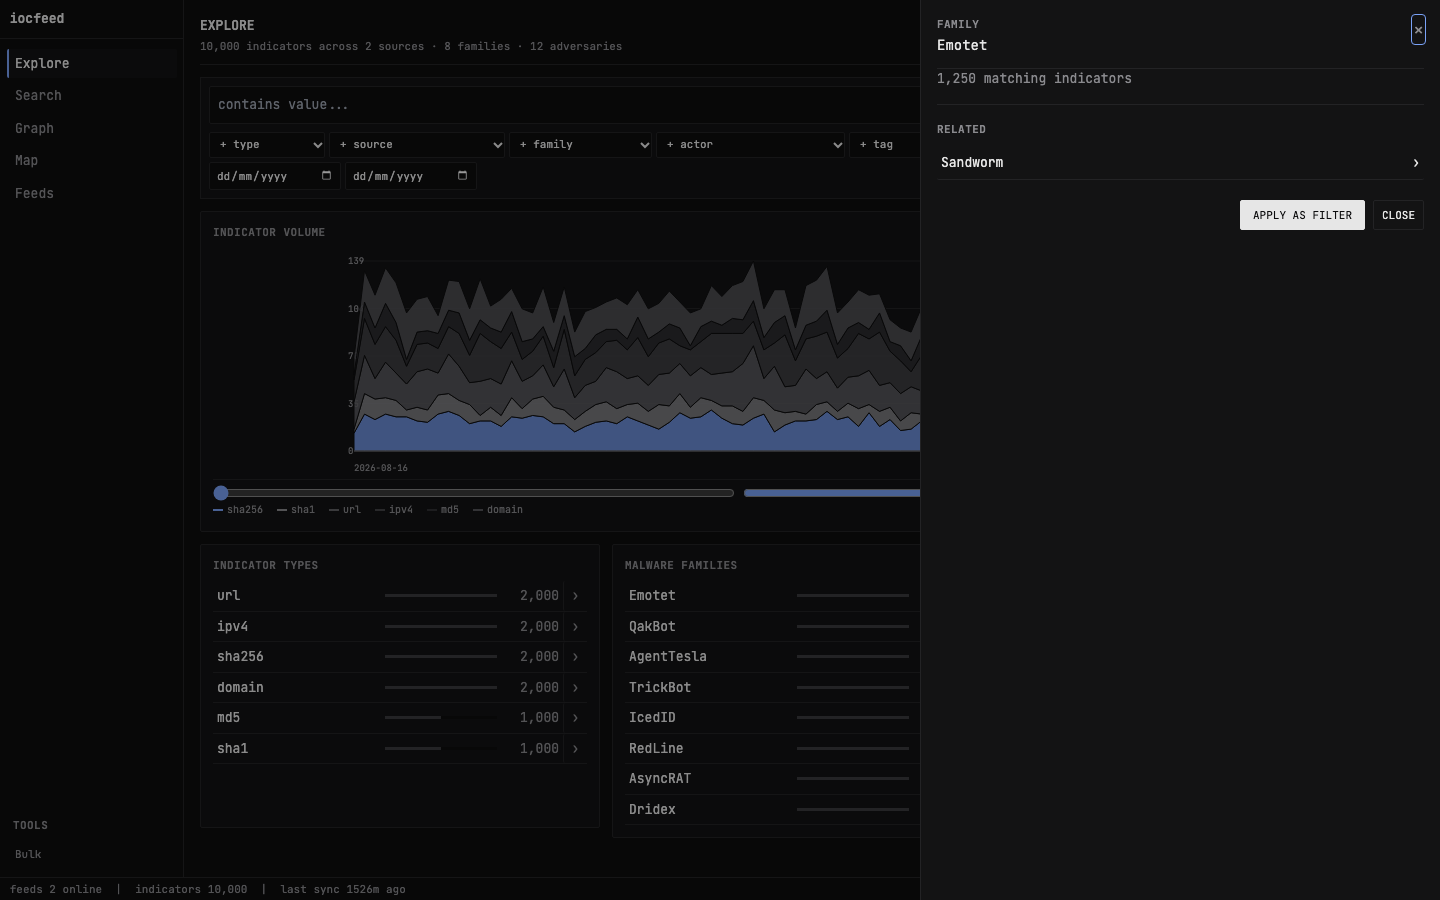 iocfeed
Explore
Search
Graph
Map
Feeds
TOOLS
Bulk
EXPLORE
10,000 indicators across 2 sources · 8 families · 12 adversaries
contains value...
+ type
+ source
+ family
+ actor
+ tag
dd/mm/yyyy
dd/mm/yyyy
INDICATOR VOLUME
139
10
7
3
0
2026-08-16
sha256
sha1
url
ipv4
md5
domain
INDICATOR TYPES
url 2,000 ›
ipv4 2,000 ›
sha256 2,000 ›
domain 2,000 ›
md5 1,000 ›
sha1 1,000 ›
MALWARE FAMILIES
Emotet
QakBot
AgentTesla
TrickBot
IcedID
RedLine
AsyncRAT
Dridex
FAMILY
Emotet
×
1,250 matching indicators
RELATED
Sandworm ›
APPLY AS FILTER
CLOSE
feeds 2 online | indicators 10,000 | last sync 1526m ago